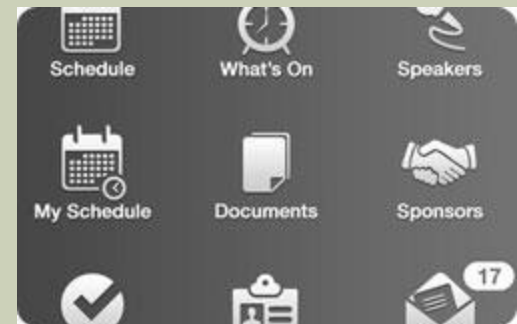 Schedule
What's On
Speakers
My Schedule
Documents
Sponsors
17